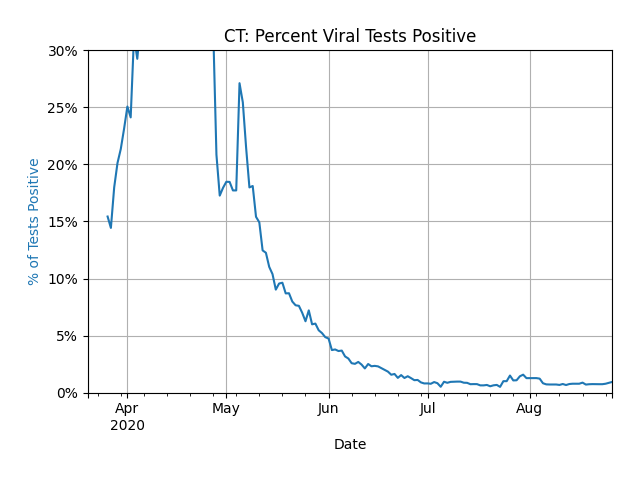 CT: Percent Viral Tests Positive
30%
25%
20%
15%
10%
5%
0%
% of Tests Positive
Apr
2020
May
Jun
Jul
Aug
Date